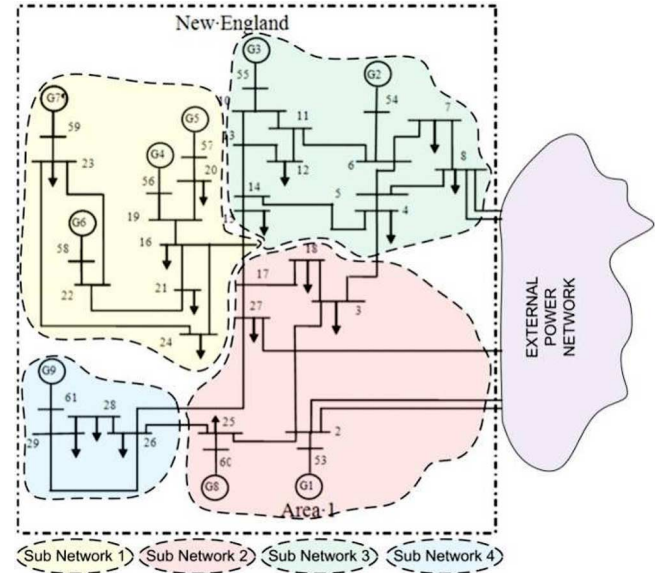 New·England
G3
G2
55
54
7
10
11
8
13
12
6
14
5
4
15
G7
59
23
G5
57
G4
20
56
19
G6
58
16
21
22
24
18
17
3
27
G9
61
28
29
26
25
60
G8
2
53
G1
Area·1
EXTERNAL
POWER
NETWORK
Sub Network 1
Sub Network 2
Sub Network 3
Sub Network 4